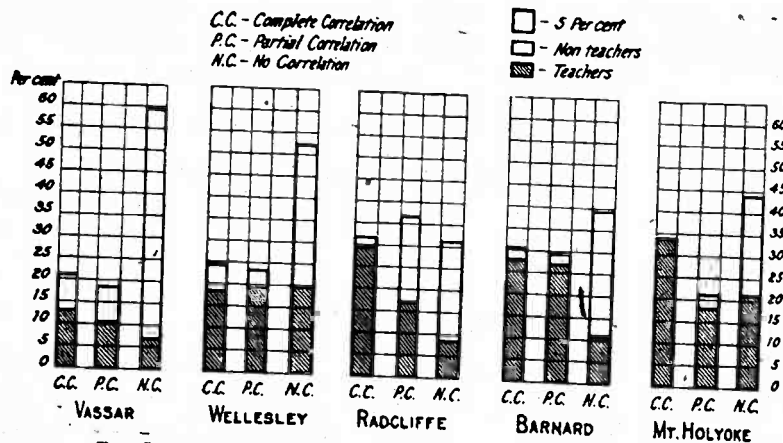 C.C. - Complete Correlation
P.C. - Partial Correlation
N.C. - No Correlation
- 5 Per cent
- Non teachers
- Teachers
Per cent
60
55
50
45
40
35
30
25
20
15
10
5
0
60
55
50
45
40
35
30
25
20
15
10
5
0
C.C. P.C. N.C. C.C. P.C. N.C. C.C. P.C. N.C. C.C. P.C. N.C. C.C. P.C. N.C.
VASSAR WELLESLEY RADCLIFFE BARNARD MT. HOLYOKE